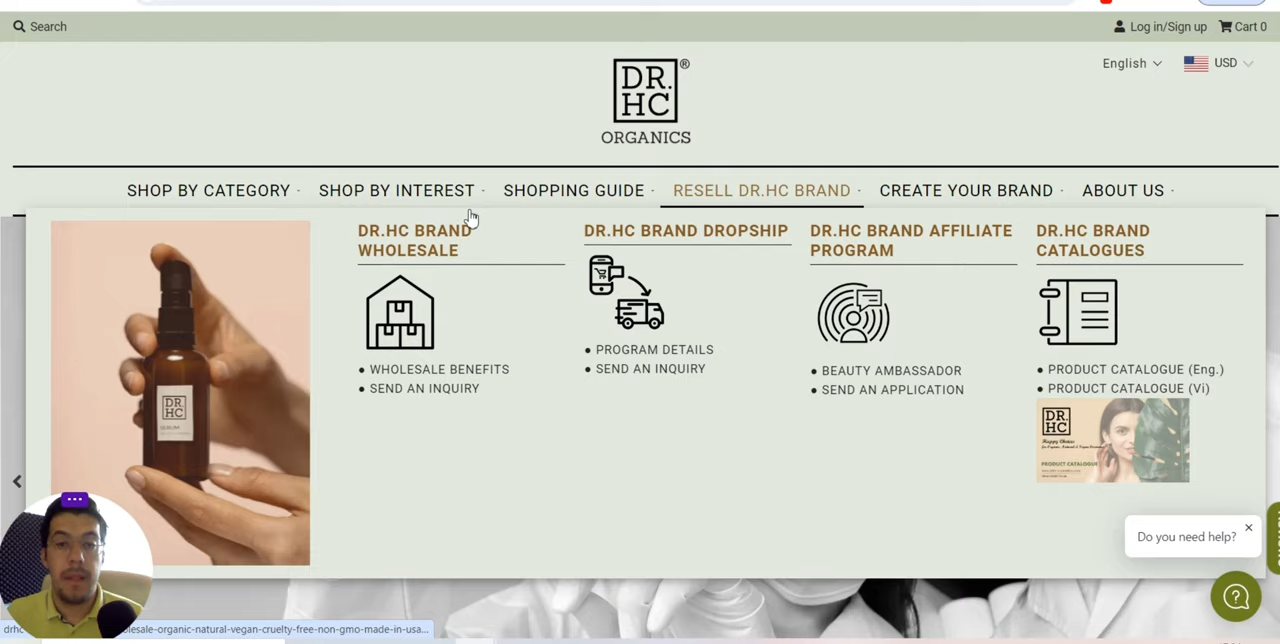 Search
Log in/Sign up
Cart 0
English
USD
DR.
HC
®
ORGANICS
SHOP BY CATEGORY
SHOP BY INTEREST
SHOPPING GUIDE
RESELL DR.HC BRAND
CREATE YOUR BRAND
ABOUT US
DR.HC BRAND
WHOLESALE
• WHOLESALE BENEFITS
• SEND AN INQUIRY
DR.HC BRAND DROPSHIP
• PROGRAM DETAILS
• SEND AN INQUIRY
DR.HC BRAND AFFILIATE
PROGRAM
• BEAUTY AMBASSADOR
• SEND AN APPLICATION
DR.HC BRAND
CATALOGUES
• PRODUCT CATALOGUE (Eng.)
• PRODUCT CATALOGUE (Vi)
DR.
HC
PRODUCT CATALOGUE
DR.
HC
SERUM
Do you need help?
drhc
olesale-organic-natural-vegan-cruelty-free-non-gmo-made-in-usa...